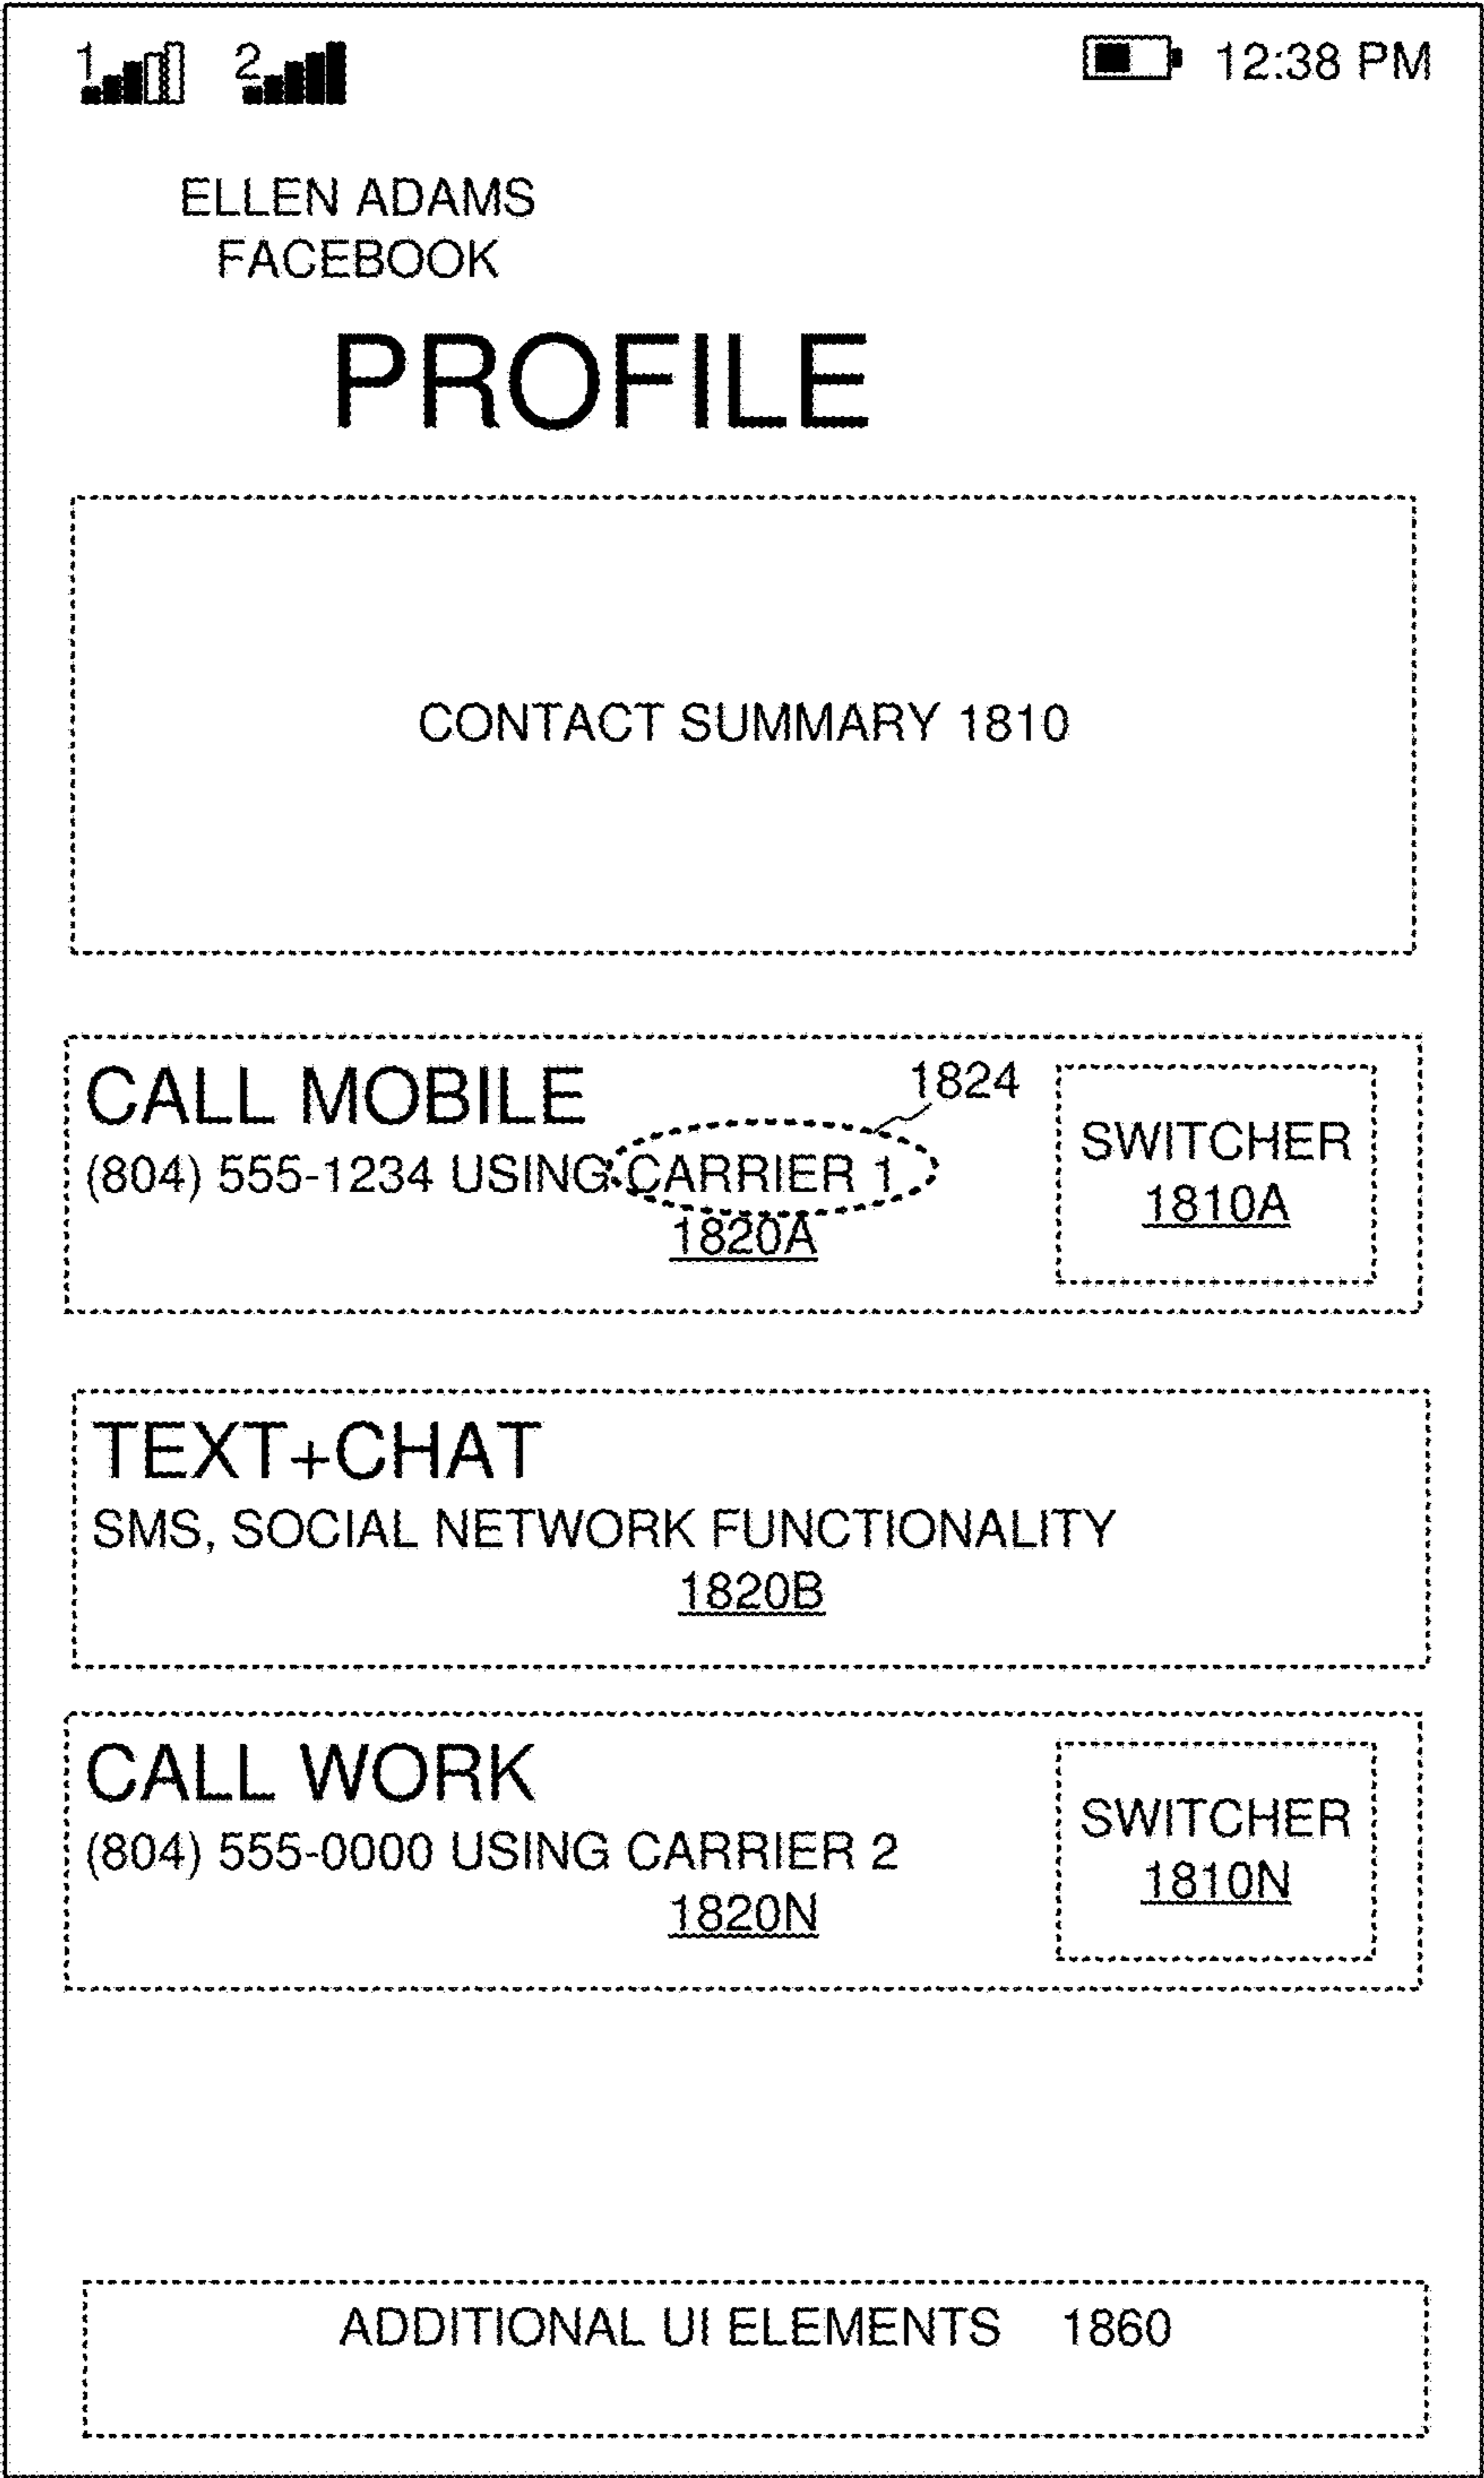 1 2 12:38 PM
ELLEN ADAMS
FACEBOOK
PROFILE
CONTACT SUMMARY 1810
CALL MOBILE
1824
(804) 555-1234 USING CARRIER 1
1820A
SWITCHER
1810A
TEXT+CHAT
SMS, SOCIAL NETWORK FUNCTIONALITY
1820B
CALL WORK
(804) 555-0000 USING CARRIER 2
1820N
SWITCHER
1810N
ADDITIONAL UI ELEMENTS 1860